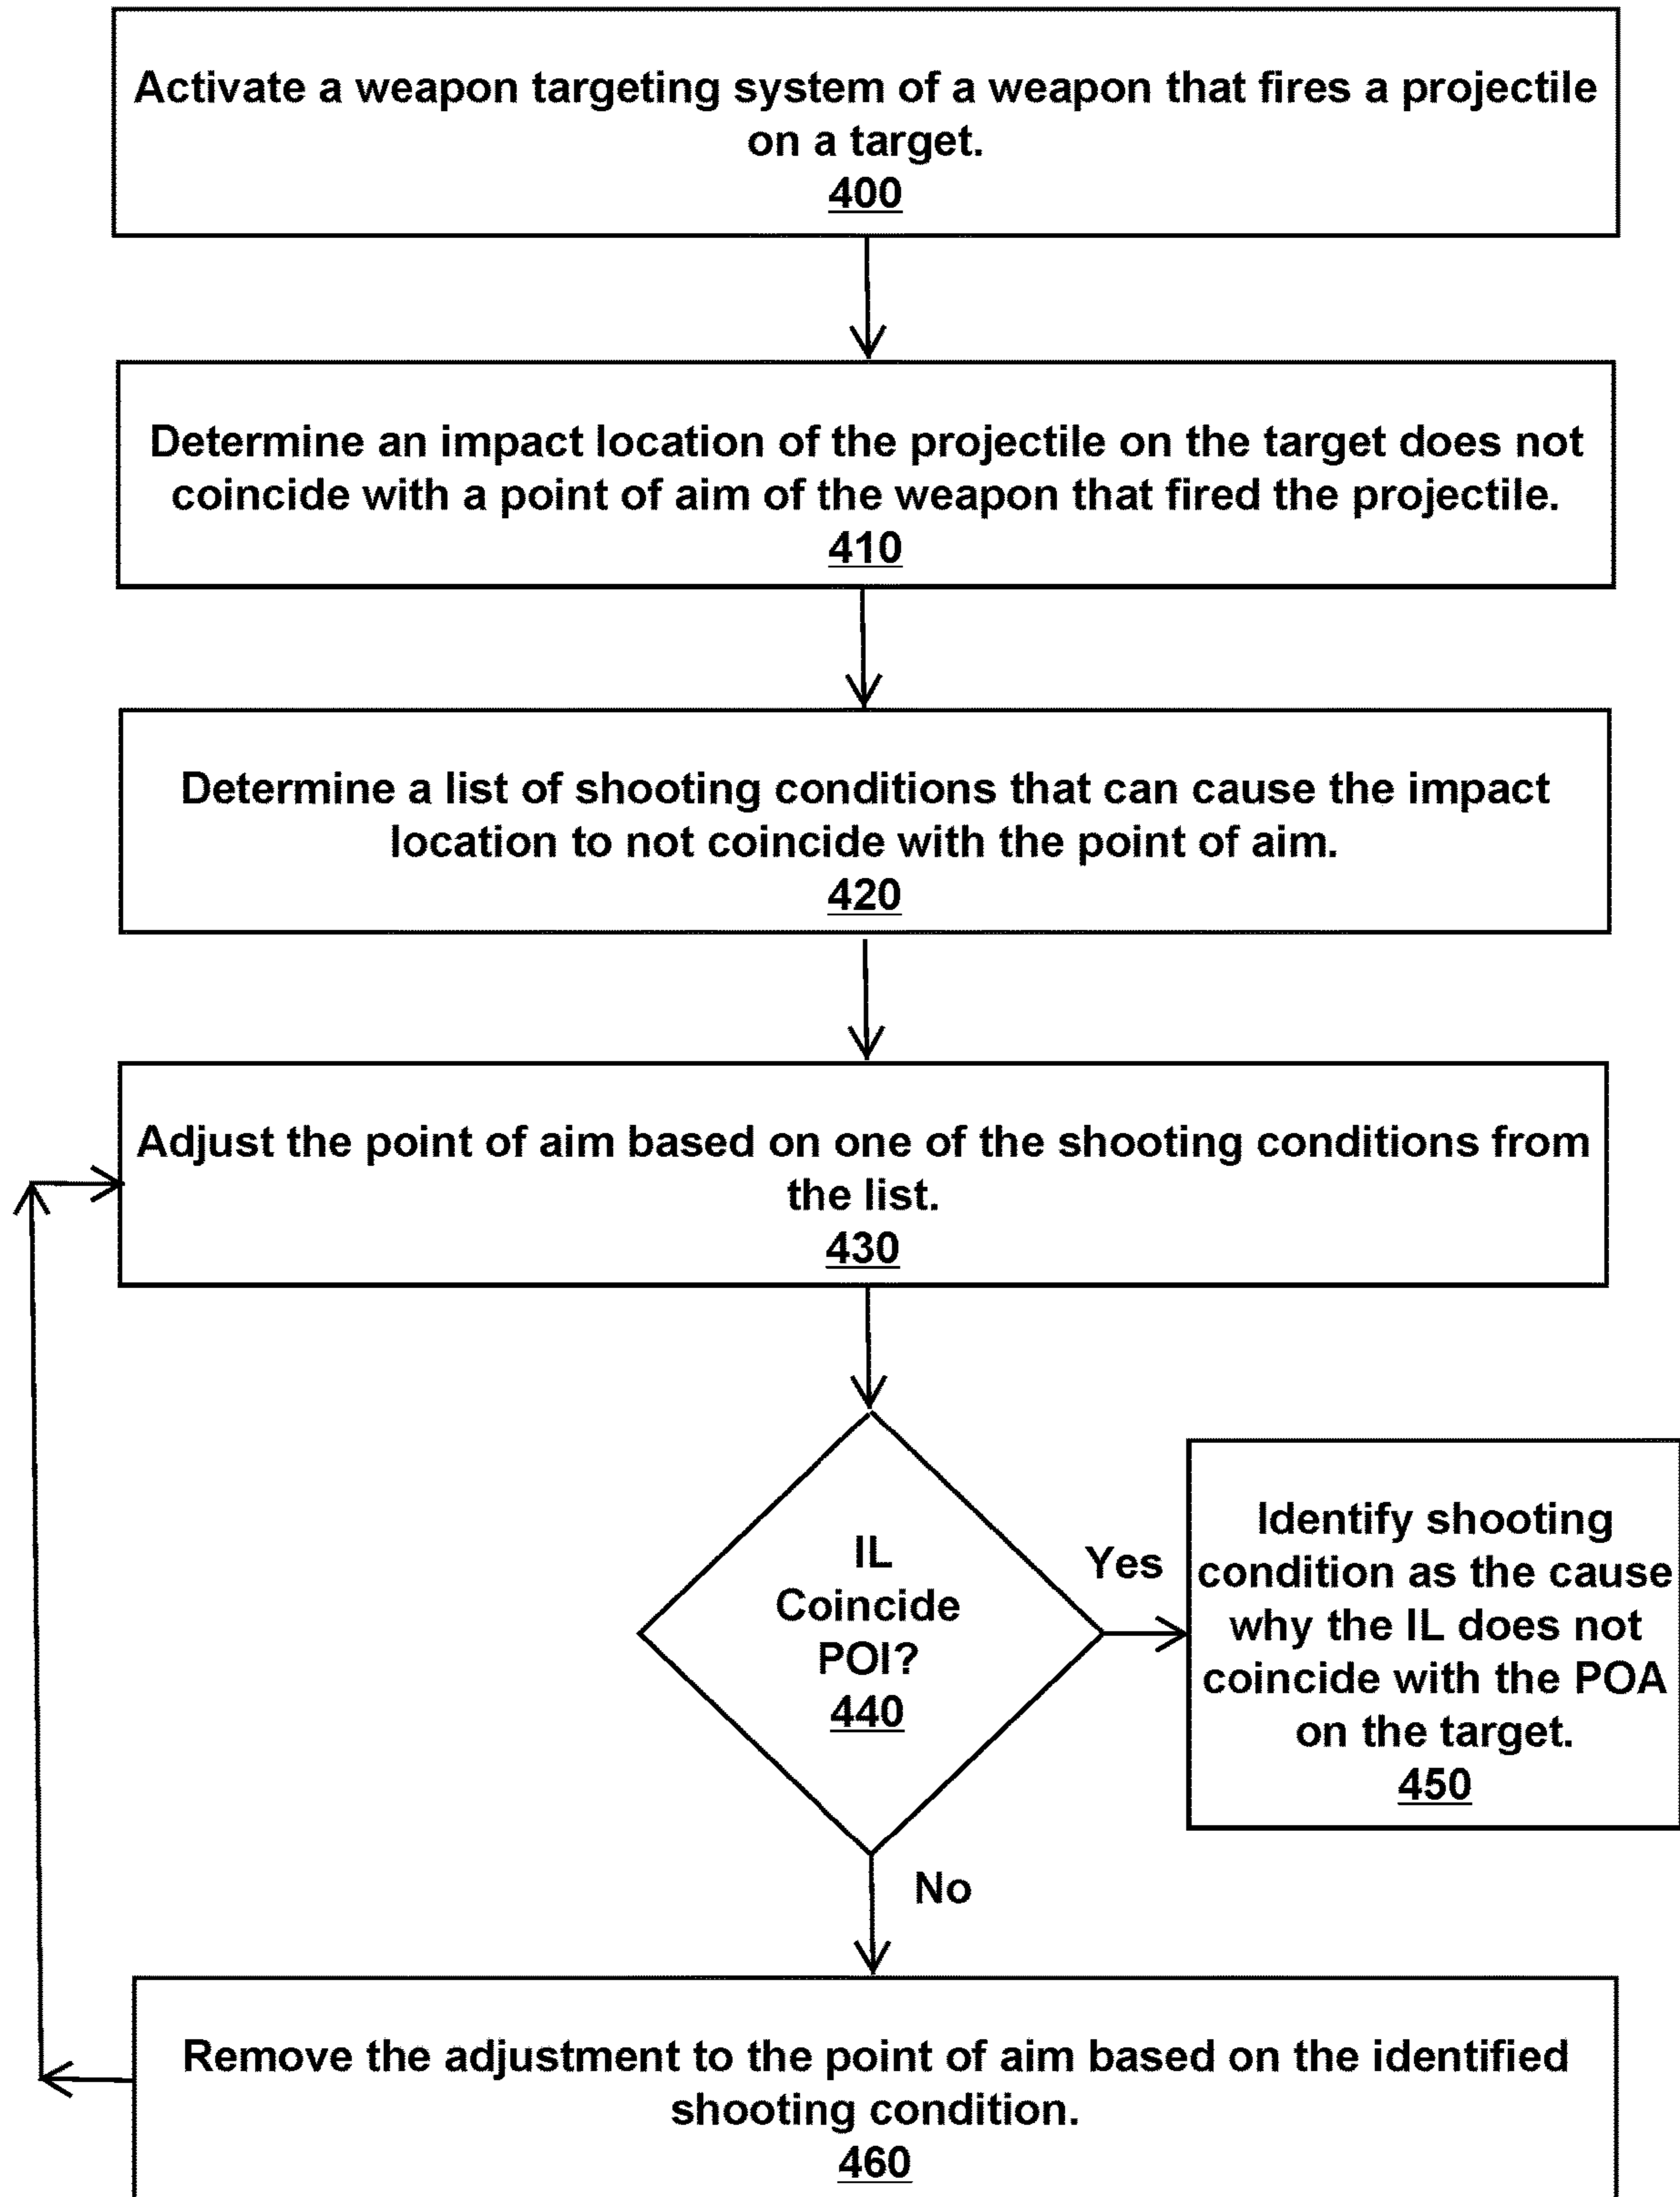 Activate a weapon targeting system of a weapon that fires a projectile
on a target.
400
Determine an impact location of the projectile on the target does not
coincide with a point of aim of the weapon that fired the projectile.
410
Determine a list of shooting conditions that can cause the impact
location to not coincide with the point of aim.
420
Adjust the point of aim based on one of the shooting conditions from
the list.
430
IL
Coincide
POI?
440
Yes
Identify shooting
condition as the cause
why the IL does not
coincide with the POA
on the target.
450
No
Remove the adjustment to the point of aim based on the identified
shooting condition.
460